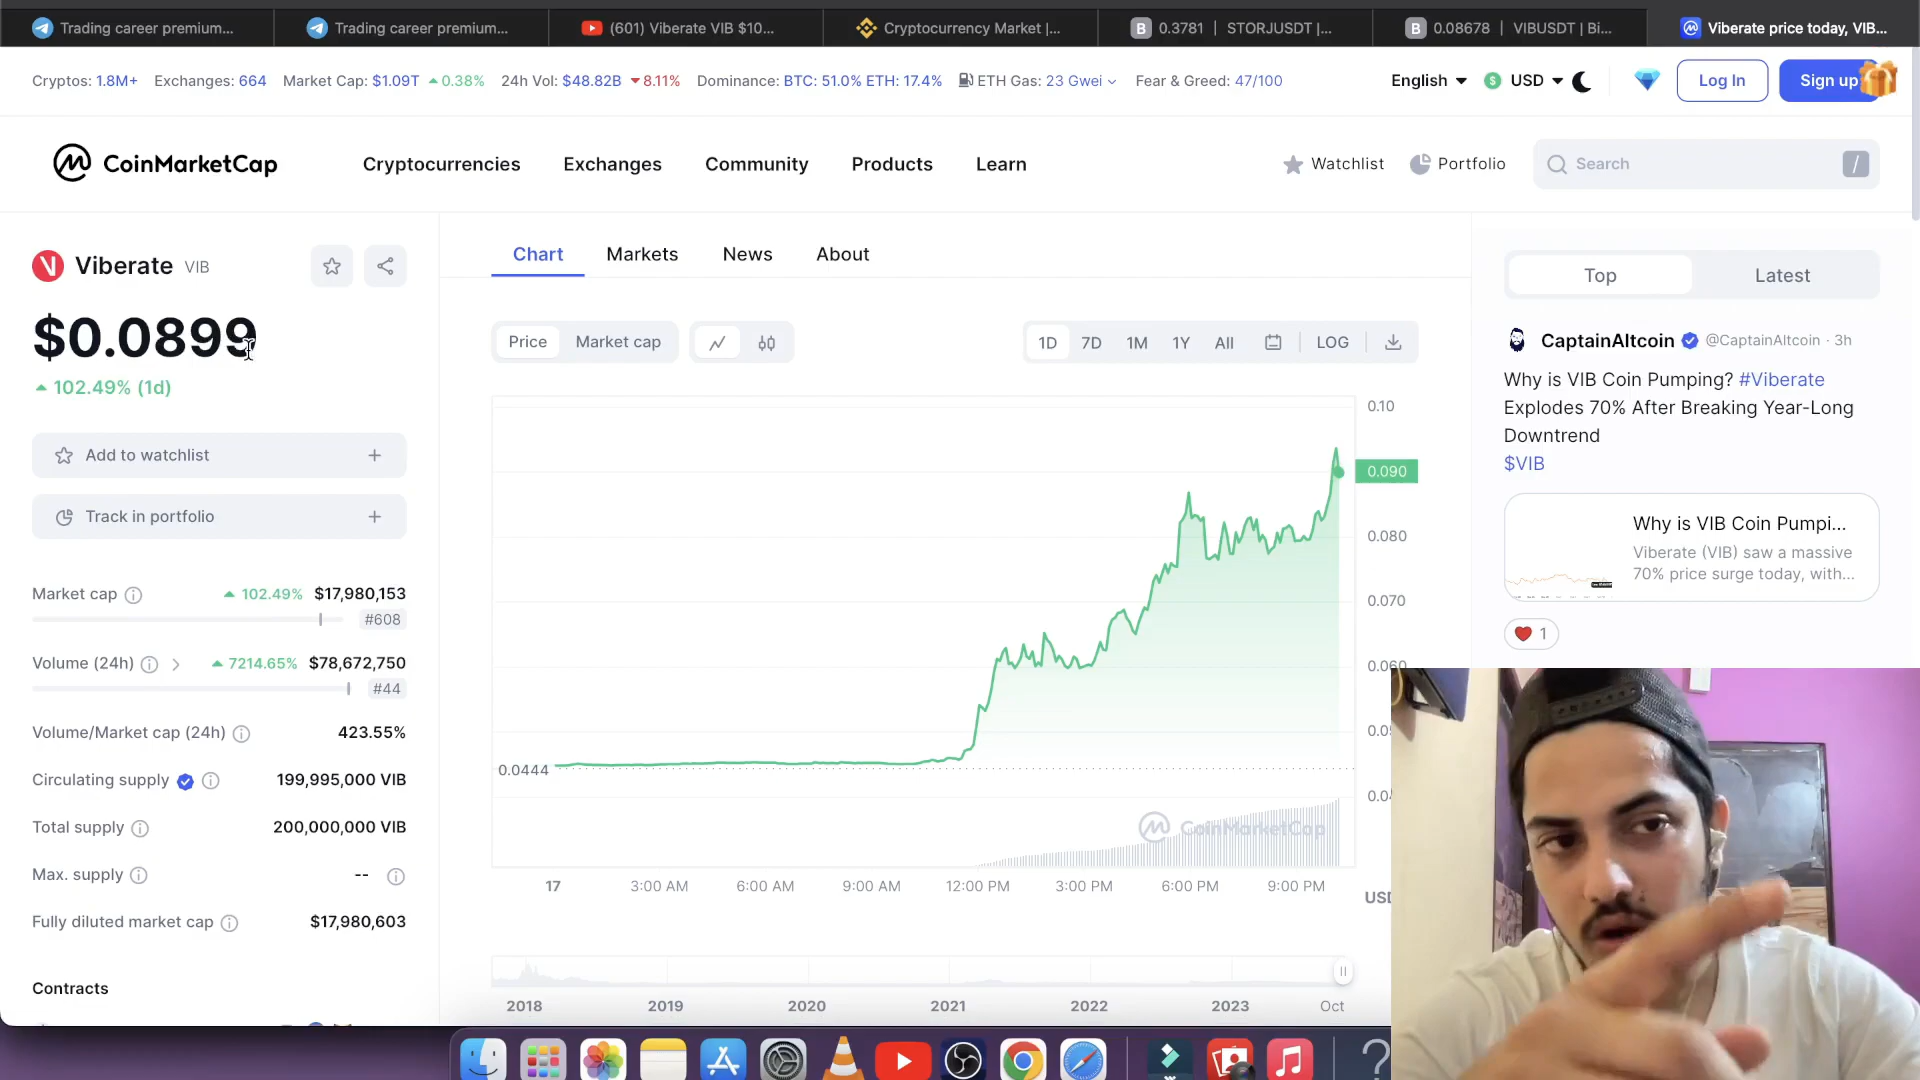 Trading career premium...
Trading career premium...
(601) Viberate VIB $10...
Cryptocurrency Market |...
B 0.3781 | STORJUSDT |...
B 0.08678 | VIBUSDT | Bi...
Viberate price today, VIB...
Cryptos: 1.8M+ Exchanges: 664 Market Cap: $1.09T 0.38% 24h Vol: $48.82B 8.11% Dominance: BTC: 51.0% ETH: 17.4% ETH Gas: 23 Gwei Fear & Greed: 47/100
English $ USD Log In Sign up
CoinMarketCap Cryptocurrencies Exchanges Community Products Learn
Watchlist Portfolio Search /
Viberate VIB
$0.0899
102.49% (1d)
Add to watchlist +
Track in portfolio +
Market cap 102.49% $17,980,153
#608
Volume (24h) 7214.65% $78,672,750
#44
Volume/Market cap (24h) 423.55%
Circulating supply 199,995,000 VIB
Total supply 200,000,000 VIB
Max. supply --
Fully diluted market cap $17,980,603
Contracts
Chart Markets News About
Price Market cap
1D 7D 1M 1Y All LOG
0.10
0.090
0.080
0.070
0.060
0.0444
CoinMarketCap
17 3:00 AM 6:00 AM 9:00 AM 12:00 PM 3:00 PM 6:00 PM 9:00 PM
USD
2018 2019 2020 2021 2022 2023 Oct
Top Latest
CaptainAltcoin @CaptainAltcoin · 3h
Why is VIB Coin Pumping? #Viberate
Explodes 70% After Breaking Year-Long
Downtrend
$VIB
Why is VIB Coin Pumpi...
Viberate (VIB) saw a massive
70% price surge today, with...
1